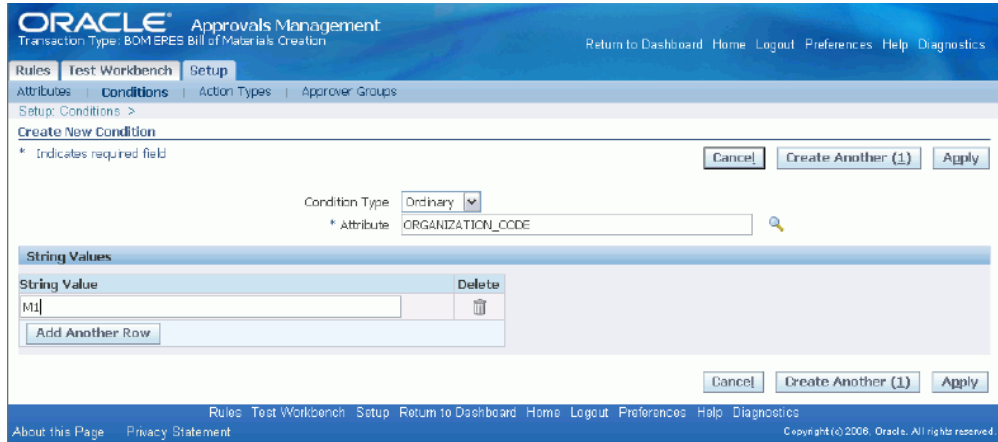 ORACLE® Approvals Management
Transaction Type: BOM ERES Bill of Materials Creation
Return to Dashboard Home Logout Preferences Help Diagnostics
Rules Test Workbench Setup
Attributes | Conditions | Action Types | Approver Groups
Setup: Conditions >
Create New Condition
* Indicates required field
Cancel Create Another (1) Apply
Condition Type Ordinary
* Attribute ORGANIZATION_CODE
String Values
String Value Delete
M1
Add Another Row
Cancel Create Another (1) Apply
Rules Test Workbench Setup Return to Dashboard Home Logout Preferences Help Diagnostics
About this Page Privacy Statement Copyright (c) 2006, Oracle. All rights reserved.